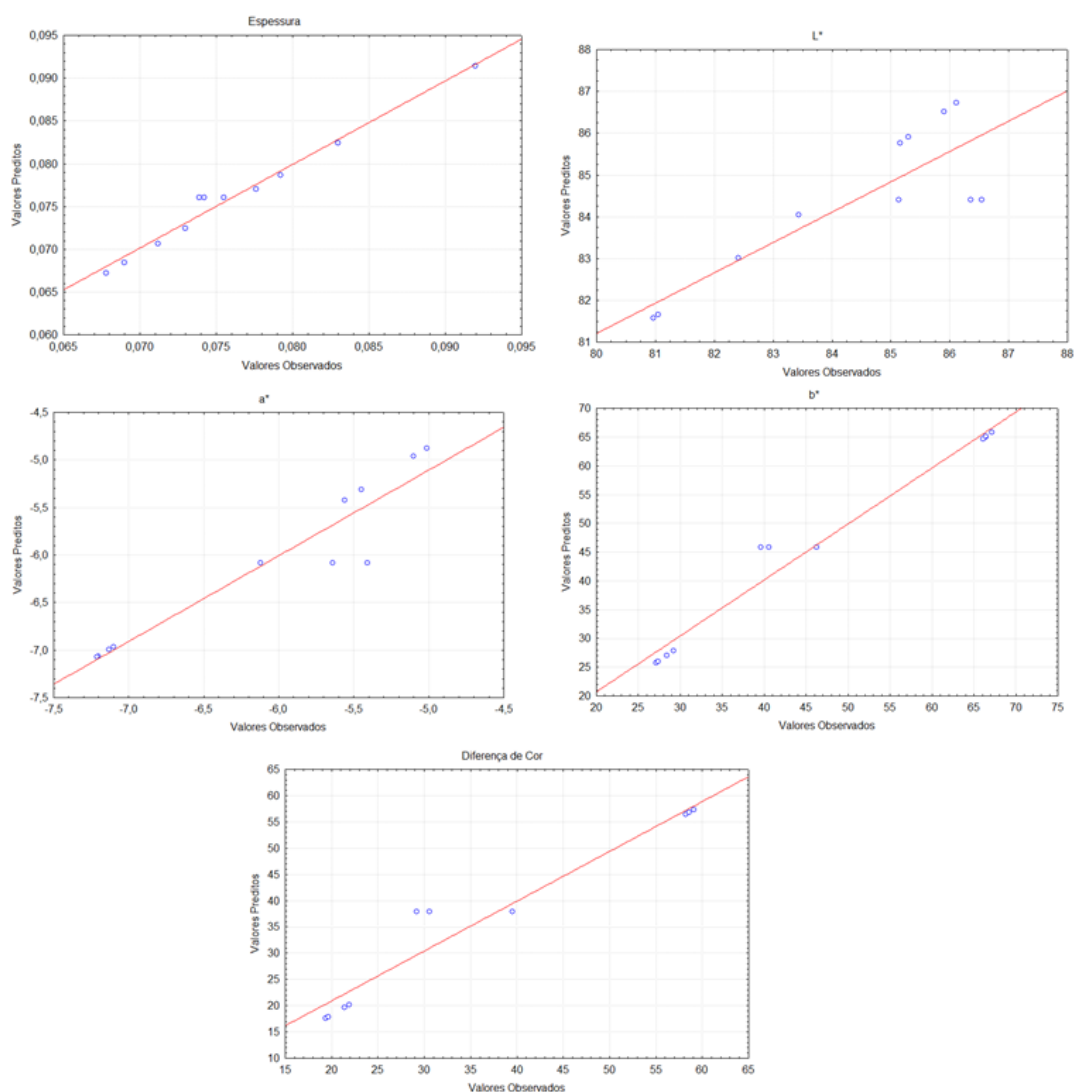 Espessura
0,095
0,090
0,085
0,080
0,075
0,070
0,065
0,060
Valores Preditos
0,065 0,070 0,075 0,080 0,085 0,090 0,095
Valores Observados
L*
88
87
86
85
84
83
82
81
Valores Preditos
80 81 82 83 84 85 86 87 88
Valores Observados
a*
-4,5
-5,0
-5,5
-6,0
-6,5
-7,0
-7,5
Valores Preditos
-7,5 -7,0 -6,5 -6,0 -5,5 -5,0 -4,5
Valores Observados
b*
70
65
60
55
50
45
40
35
30
25
20
Valores Preditos
20 25 30 35 40 45 50 55 60 65 70 75
Valores Observados
Diferença de Cor
65
60
55
50
45
40
35
30
25
20
15
10
Valores Preditos
15 20 25 30 35 40 45 50 55 60 65
Valores Observados